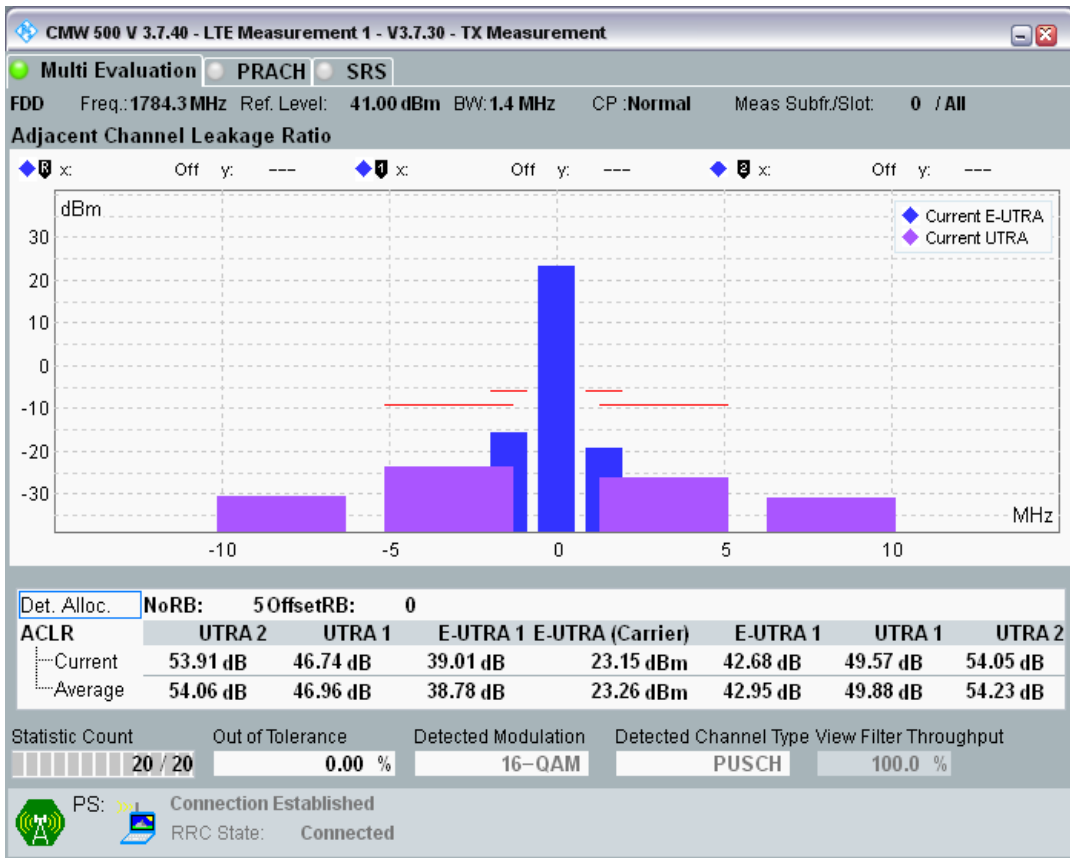 CMW 500 V 3.7.40 - LTE Measurement 1 - V3.7.30 - TX Measurement
Multi Evaluation PRACH SRS
FDD Freq.:1784.3 MHz Ref. Level: 41.00 dBm BW:1.4 MHz CP :Normal Meas Subfr./Slot: 0 / All
Adjacent Channel Leakage Ratio
R x: Off y: --- 1 x: Off y: --- 2 x: Off y: ---
dBm
Current E-UTRA
Current UTRA
30
20
10
0
-10
-20
-30
MHz
-10 -5 0 5 10
Det. Alloc. NoRB: 5 OffsetRB: 0
ACLR UTRA 2 UTRA 1 E-UTRA 1 E-UTRA (Carrier) E-UTRA 1 UTRA 1 UTRA 2
Current 53.91 dB 46.74 dB 39.01 dB 23.15 dBm 42.68 dB 49.57 dB 54.05 dB
Average 54.06 dB 46.96 dB 38.78 dB 23.26 dBm 42.95 dB 49.88 dB 54.23 dB
Statistic Count Out of Tolerance Detected Modulation Detected Channel Type View Filter Throughput
20 / 20 0.00 % 16-QAM PUSCH 100.0 %
PS: Connection Established
RRC State: Connected